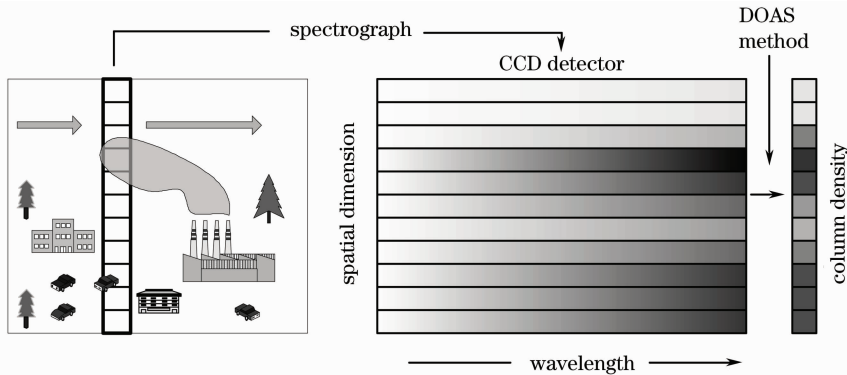 spectrograph
DOAS
method
CCD detector
spatial dimension
column density
wavelength